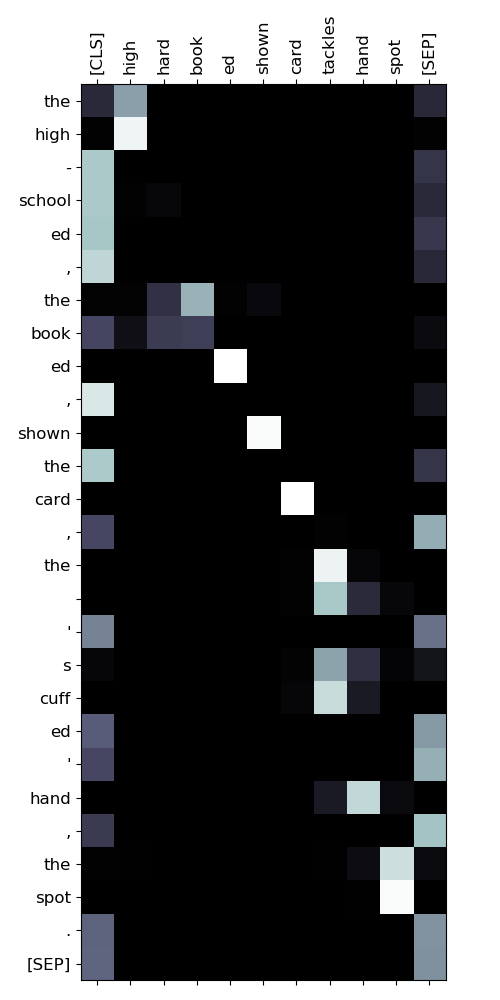 [CLS] high hard book ed shown card tackles hand spot [SEP]
the
high
-
school
ed
,
the
book
ed
,
shown
the
card
,
the
'
s
cuff
ed
'
hand
,
the
spot
.
[SEP]